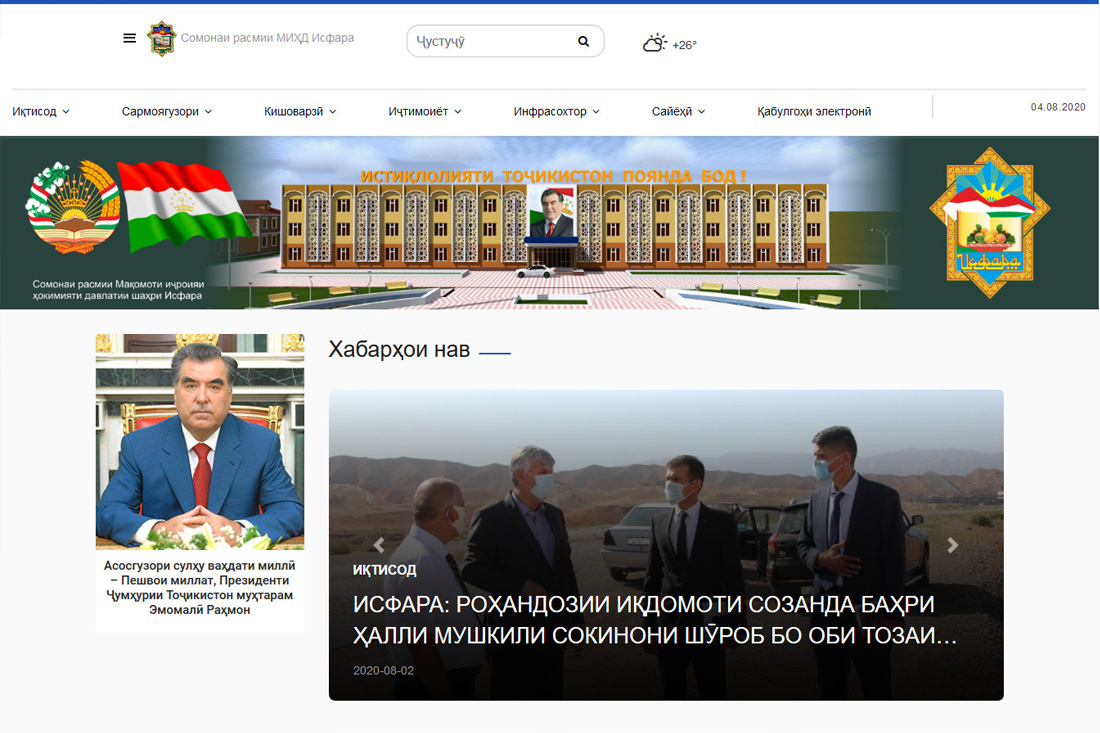 Сомонаи расмии МИҲД Исфара
Ҷустуҷӯ
+26°
Иқтисод
Сармоягузори
Кишоварзӣ
Иҷтимоиёт
Инфрасохтор
Сайёҳӣ
Қабулгоҳи электронӣ
04.08.2020
ИСТИҚЛОЛИЯТИ ТОҶИКИСТОН ПОЯНДА БОД !
Исфара
Сомонаи расмии Мақомоти иҷроияи
ҳокимияти давлатии шаҳри Исфара
Хабарҳои нав
ИҚТИСОД
ИСФАРА: РОҲАНДОЗИИ ИҚДОМОТИ СОЗАНДА БАҲРИ
ҲАЛЛИ МУШКИЛИ СОКИНОНИ ШӮРОБ БО ОБИ ТОЗАИ…
2020-08-02
Асосгузори сулҳу ваҳдати миллӣ
– Пешвои миллат, Президенти
Ҷумҳурии Тоҷикистон муҳтарам
Эмомалӣ Раҳмон